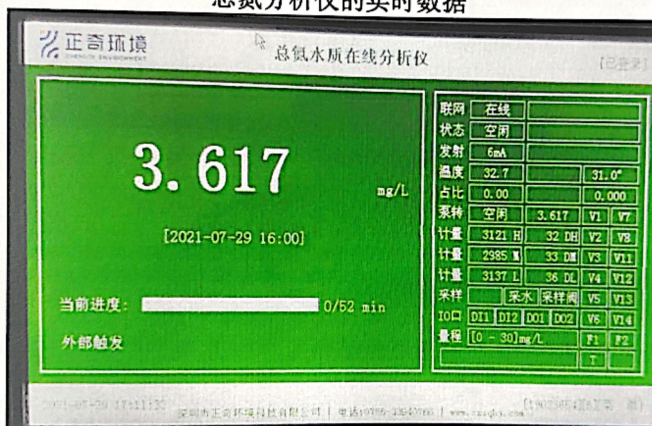 总氮分析仪的实时数据
正奇环境
总氮水质在线分析仪
[已登录]
3.617 mg/L
[2021-07-29 16:00]
当前进度: 0/52 min
外部触发
联网 在线
状态 空闲
发射 6mA
温度 32.7 31.0°
占比 0.00 0.000
泵转 空闲 3.617 V1 V7
计量 3121 H 32 DH V2 V8
计量 2985 M 33 DM V3 V11
计量 3137 L 36 DL V4 V12
采样 采水 采样阀 V5 V13
IO口 DI1 DI2 DO1 DO2 V6 V14
量程 [0 - 30]mg/L F1 F2
T
深圳市正奇环境科技有限公司 | 电话:0755-